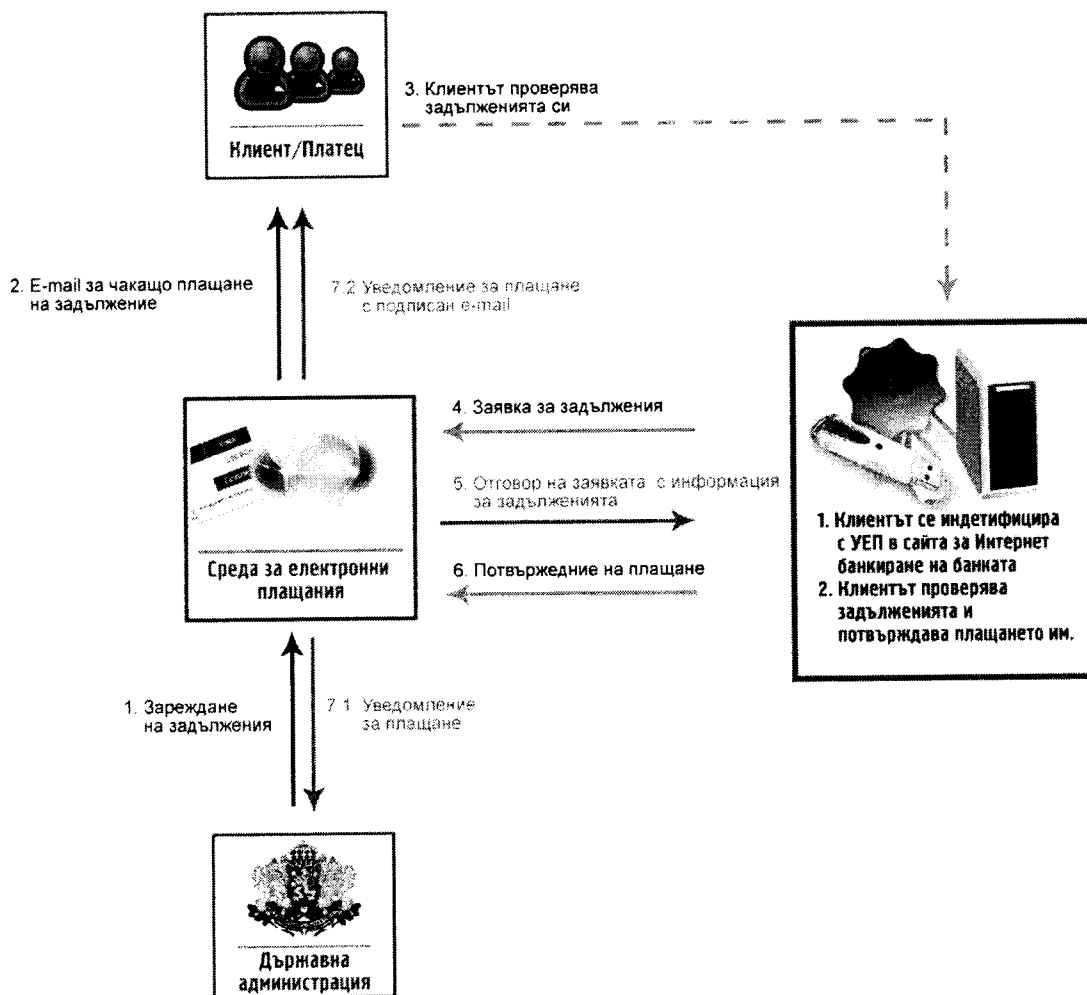 3. Клиентът проверява
задълженията си
Клиент/Платец
2. E-mail за чакащо плащане
на задължение
7.2 Уведомление за плащане
с подписан e-mail
4. Заявка за задължения
5. Отговор на заявката с информация
за задълженията
6. Потвържедние на плащане
Среда за електронни
плащания
1. Клиентът се индетифицира
с УЕП в сайта за Интернет
банкиране на банката
2. Клиентът проверява
задълженията и
потвърждава плащането им.
1. Зареждане
на задължения
7.1 Уведомление
за плащане
Държавна
администрация